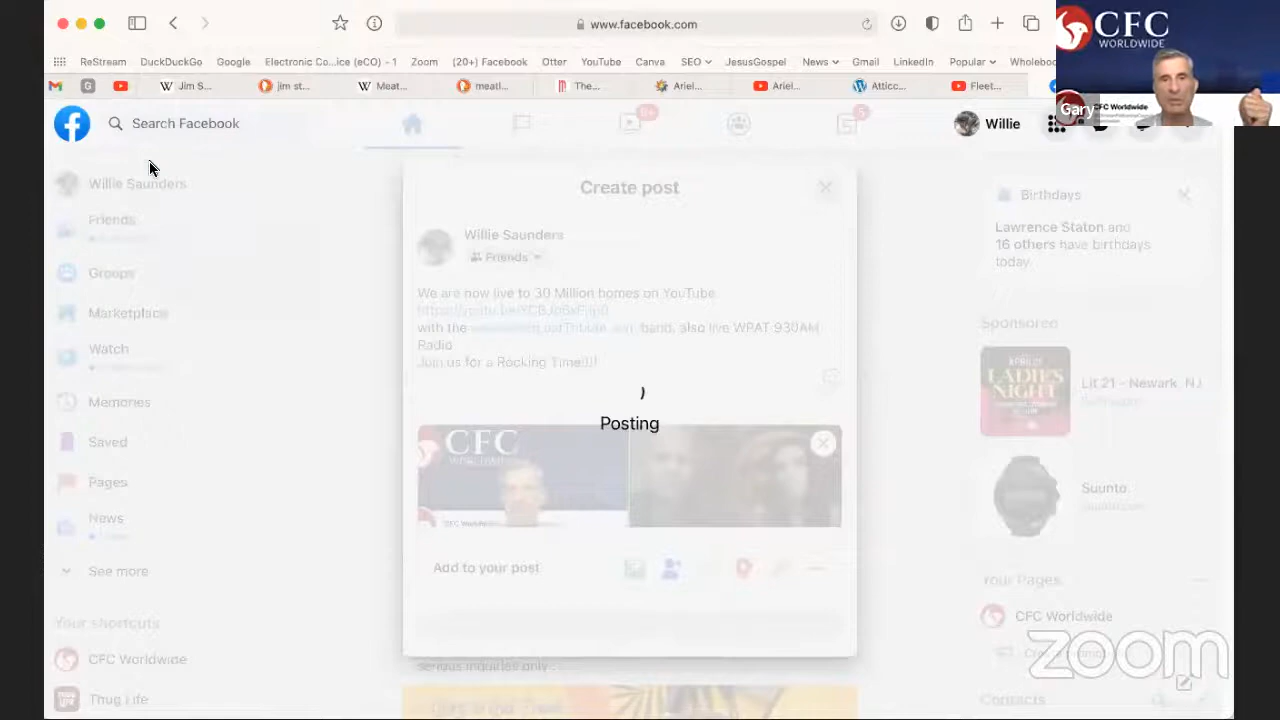 www.facebook.com
CFC
WORLDWIDE
ReStream DuckDuckGo Google Electronic Co...ice (eCO) - 1 Zoom (20+) Facebook Otter YouTube Canva SEO JesusGospel News Gmail LinkedIn Popular
Jim S... jim st... Meat... meatl... The... Ariel... Ariel... Atticc... Fleet...
CFC Worldwide
Gary
Search Facebook
Willie
Willie Saunders
Friends
Groups
Marketplace
Watch
Memories
Saved
Pages
News
See more
Your shortcuts
CFC Worldwide
Thug Life
Create post
Willie Saunders
Friends
We are now live to 30 Million homes on YouTube
with the band, also live WPAT 930AM
Radio
Join us for a Rocking Time!!!!
Posting
CFC
WORLDWIDE
Add to your post
serious inquiries only
Birthdays
Lawrence Staton and
16 others have birthdays
today.
Sponsored
LADIES
NIGHT
Lit 21 - Newark, NJ
Suunto
Your Pages
CFC Worldwide
Contacts
zoom